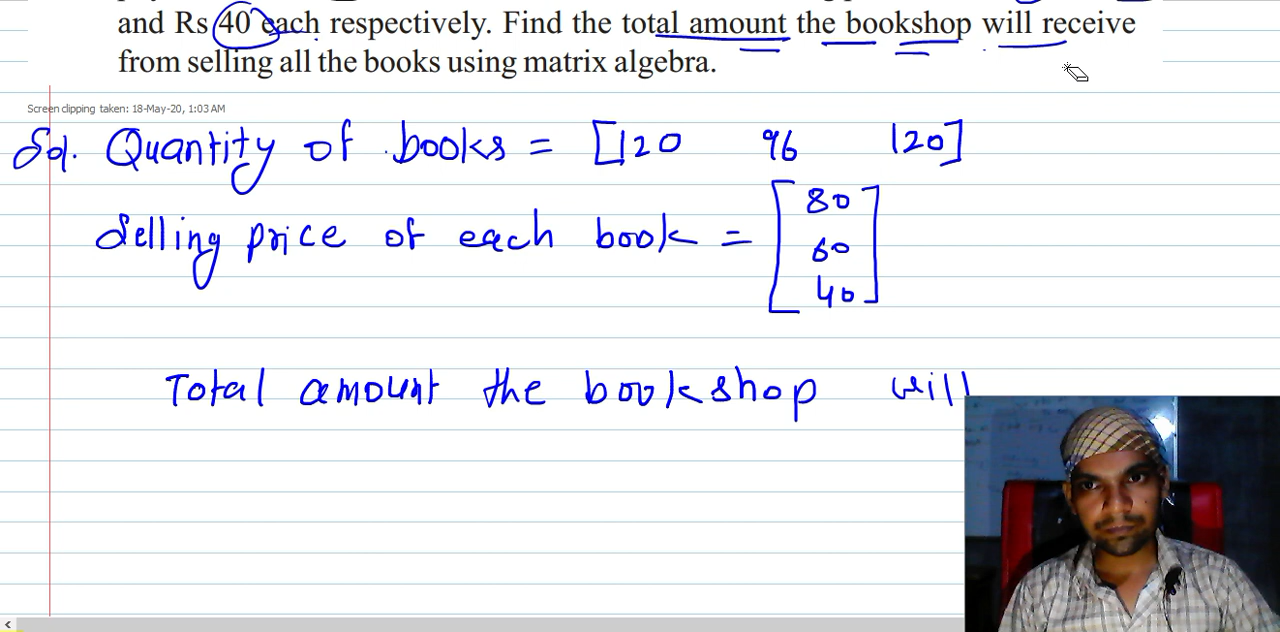 and Rs 40 each respectively. Find the total amount the bookshop will receive
from selling all the books using matrix algebra.
Screen clipping taken: 18-May-20, 1:03 AM
Sol. Quantity of books = [120 96 120]
Selling price of each book = [80
60
40]
Total amount the bookshop will